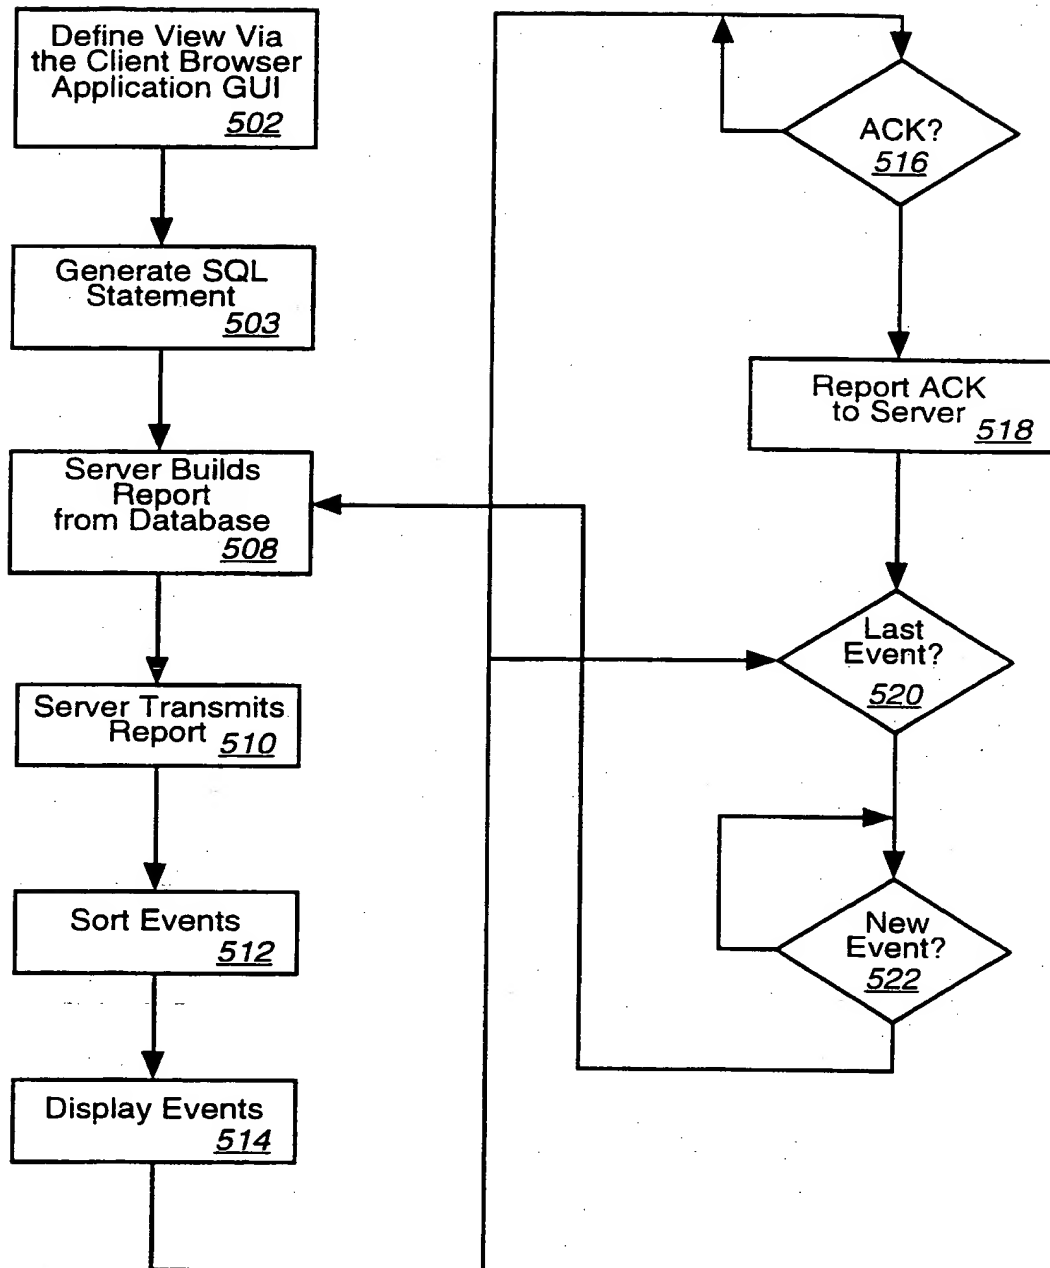 Define View Via
the Client Browser
Application GUI
502
Generate SQL
Statement
503
Server Builds
Report
from Database
508
Server Transmits
Report 510
Sort Events
512
Display Events
514
ACK?
516
Report ACK
to Server 518
Last
Event?
520
New
Event?
522